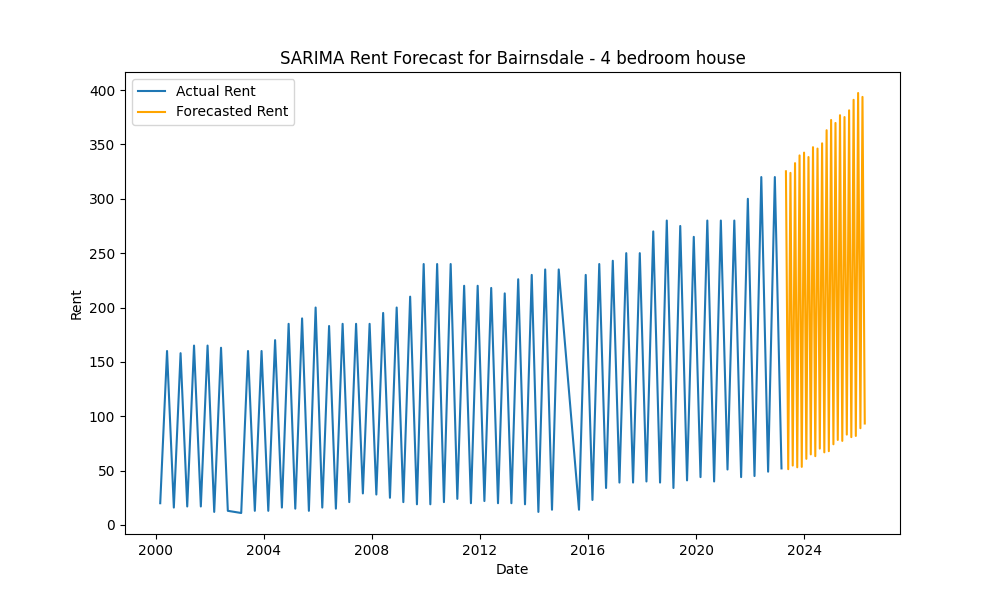 SARIMA Rent Forecast for Bairnsdale - 4 bedroom house
Actual Rent
Forecasted Rent
400
350
300
250
200
150
100
50
0
Rent
2000 2004 2008 2012 2016 2020 2024
Date